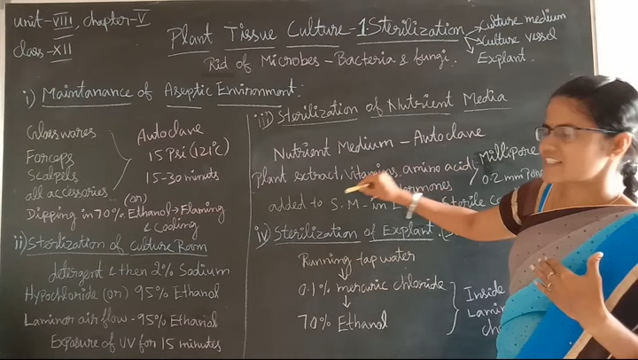 unit-VIII, chapter-V
class-XII
Plant Tissue Culture-1 Sterilization
Culture medium
Culture vessel
Explant.
Rid of Microbes - Bacteria & fungi.
i) Maintanance of Aseptic Environment.
Glasswares
Forceps
Scalpels
all accessories
Autoclave
15 Psi (121°C)
15-30 minuts
(or)
Dipping in 70% Ethanol → Flaming
& Cooling
ii) Sterilization of Culture Room
detergent & then 2% Sodium
Hypochloride (or) 95% Ethanol
Laminar air flow - 95% Ethanol
Exposure of UV for 15 minutes
iii) Sterilization of Nutrient Media
Nutrient Medium - Autoclave
Plant extract, Vitamins, amino acid,
hormones
Millipore
0.2 mm
added to S.M - in Sterile
iv) Sterilization of Explant
Running tap water
↓
0.1% mercuric chloride
↓
70% Ethanol
Inside